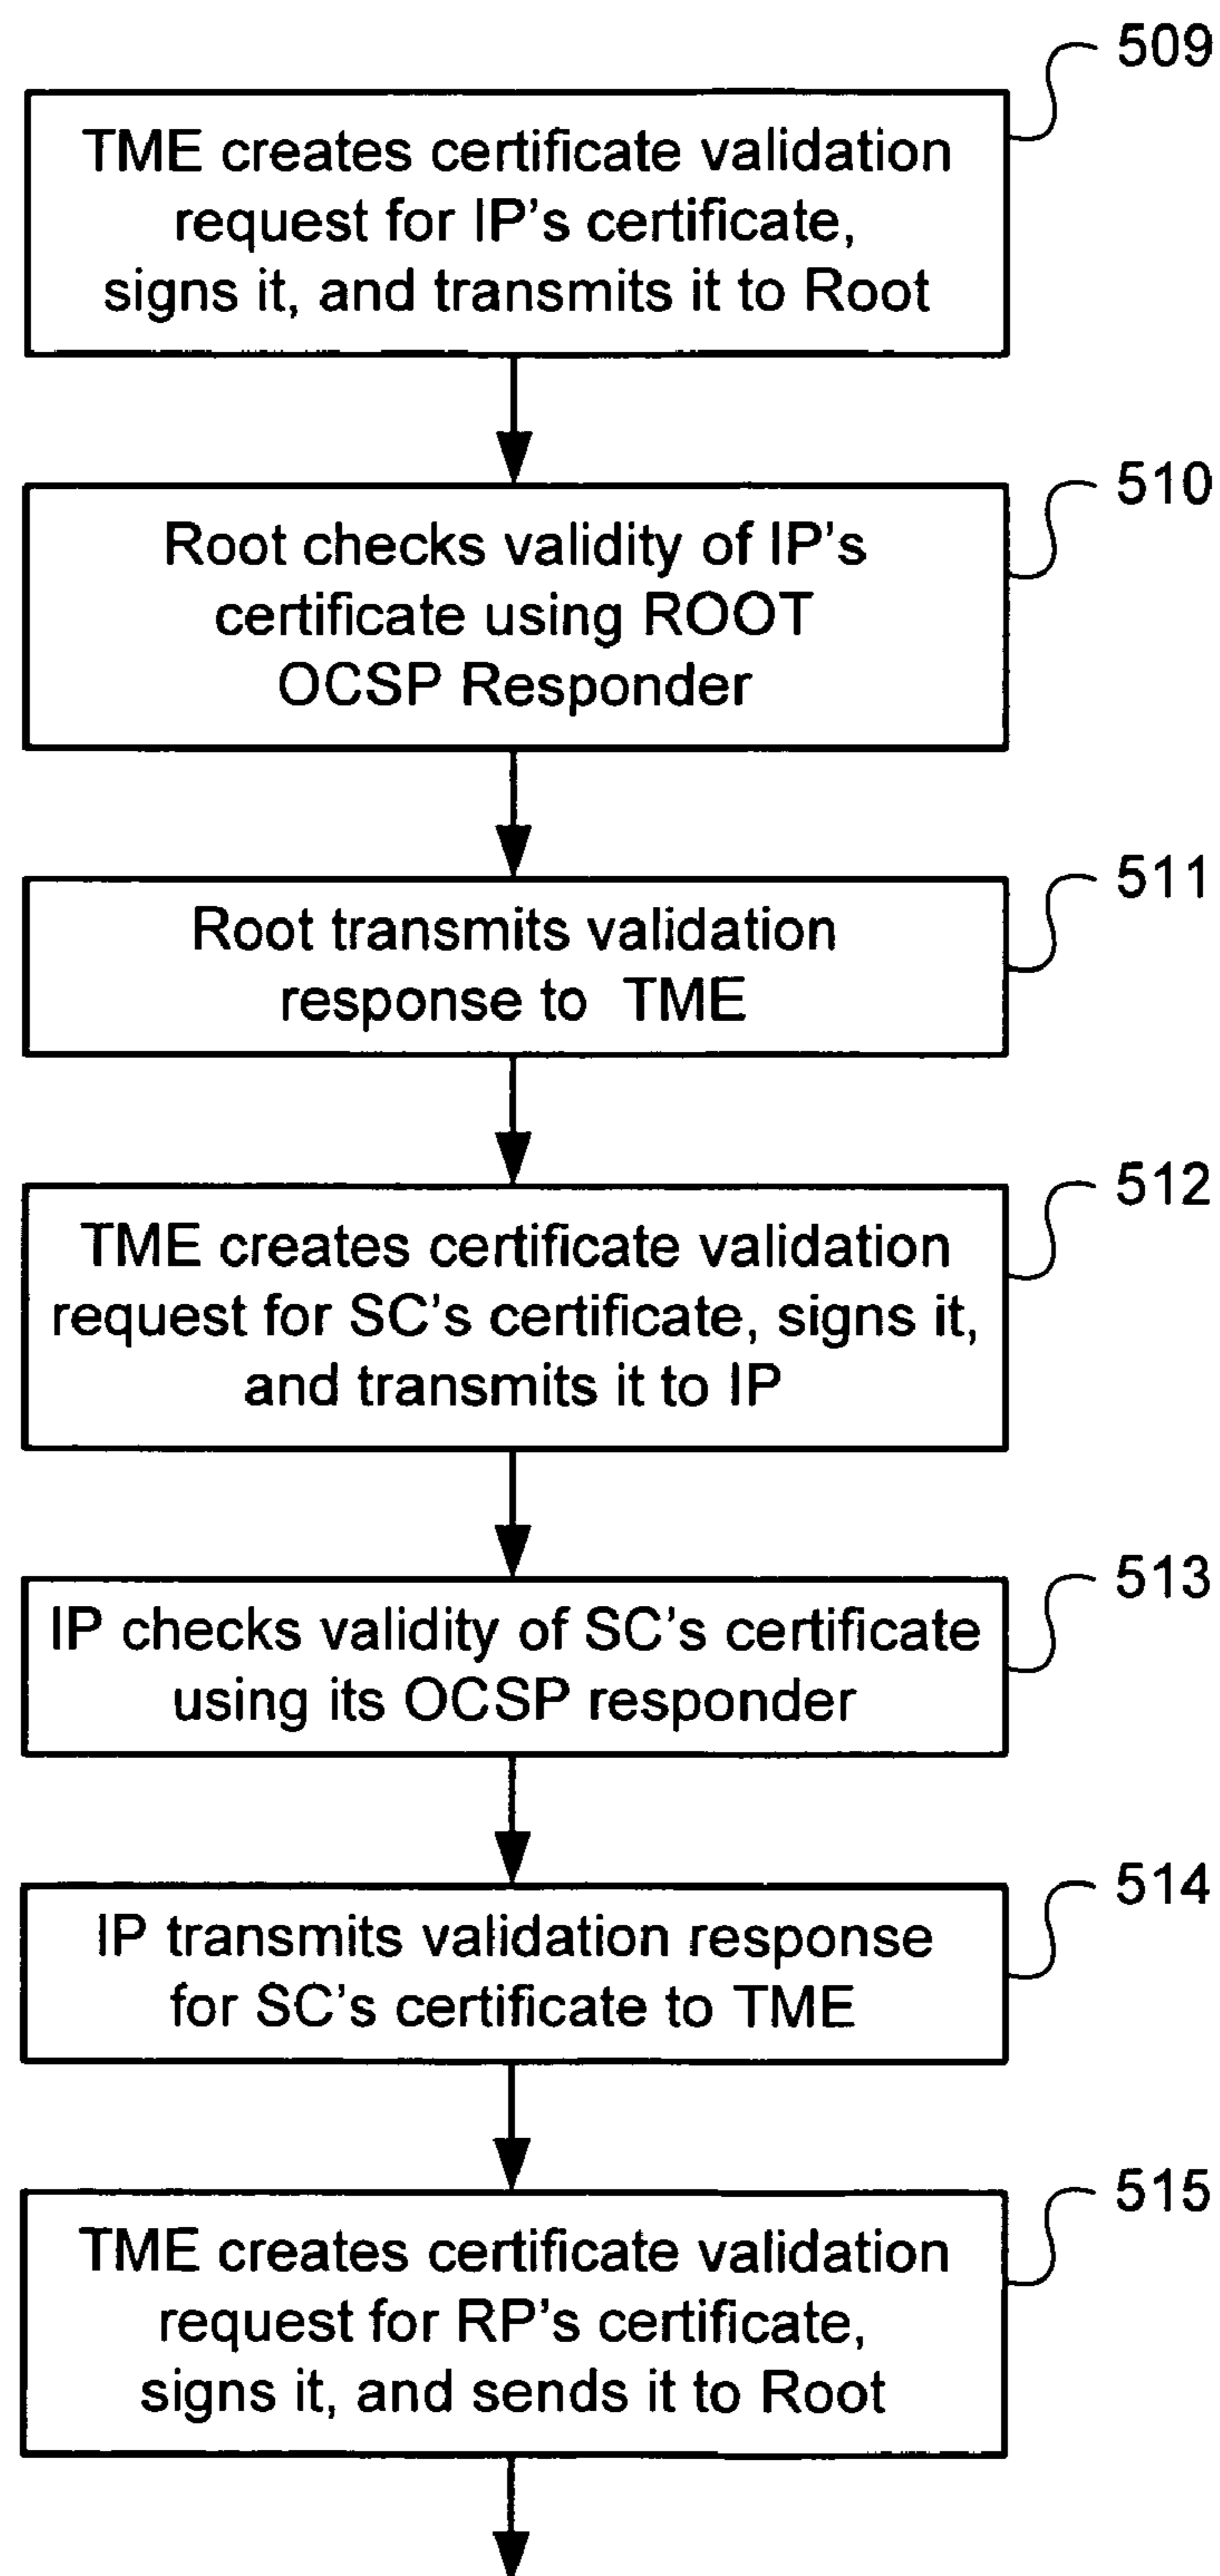 509
TME creates certificate validation
request for IP's certificate,
signs it, and transmits it to Root
510
Root checks validity of IP's
certificate using ROOT
OCSP Responder
511
Root transmits validation
response to TME
512
TME creates certificate validation
request for SC's certificate, signs it,
and transmits it to IP
513
IP checks validity of SC's certificate
using its OCSP responder
514
IP transmits validation response
for SC's certificate to TME
515
TME creates certificate validation
request for RP's certificate,
signs it, and sends it to Root